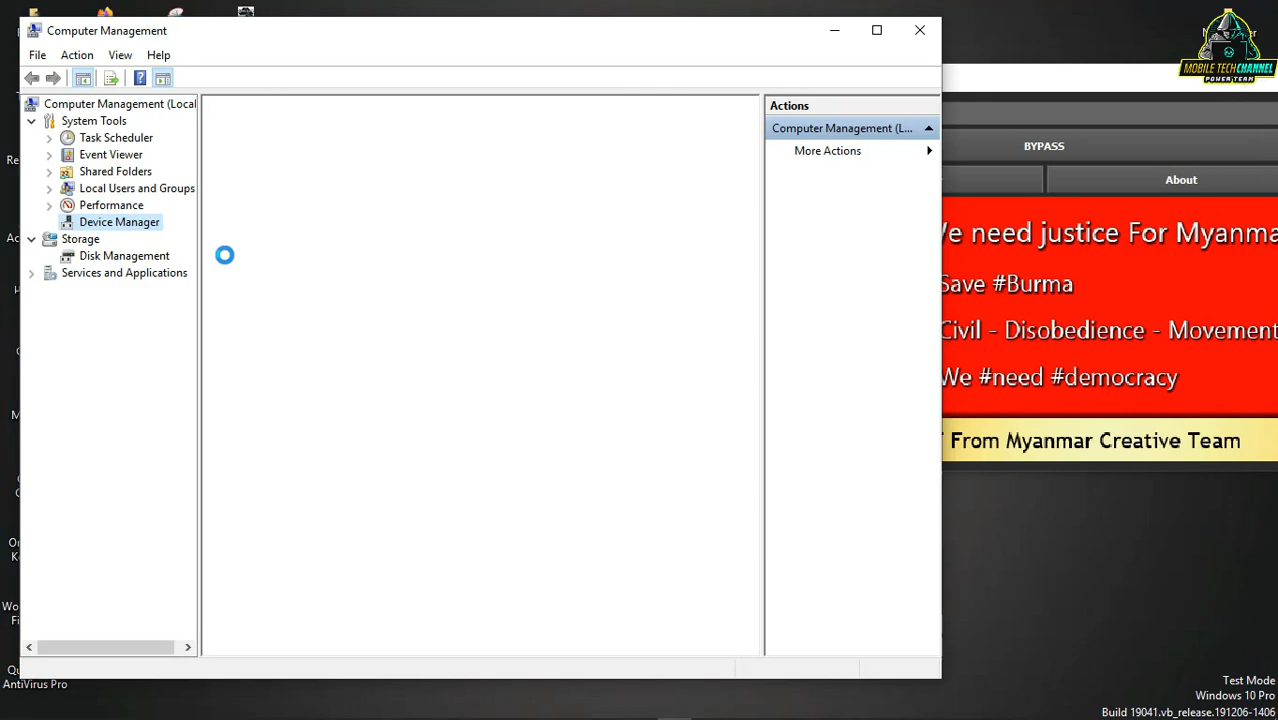 Computer Management
File Action View Help
Computer Management (Local
System Tools
Task Scheduler
Event Viewer
Shared Folders
Local Users and Groups
Performance
Device Manager
Storage
Disk Management
Services and Applications
Actions
Computer Management (L...
More Actions
MOBILE TECH CHANNEL
POWER TEAM
BYPASS
About
We need justice For Myanma
Save #Burma
Civil - Disobedience - Movement
We #need #democracy
From Myanmar Creative Team
AntiVirus Pro
Test Mode
Windows 10 Pro
Build 19041.vb_release.191206-1406